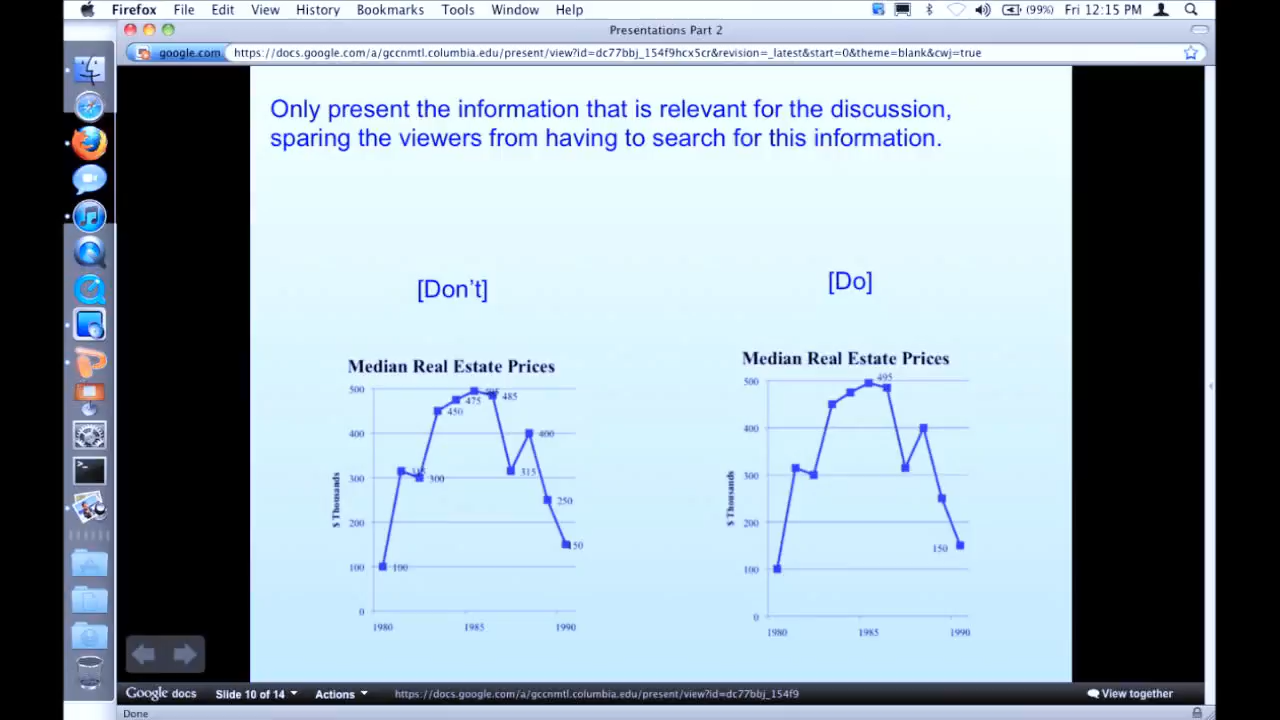 Firefox File Edit View History Bookmarks Tools Window Help (99%) Fri 12:15 PM
Presentations Part 2
google.com https://docs.google.com/a/gccnmtl.columbia.edu/present/view?id=dc77bbj_154f9hcx5cr&revision=_latest&start=0&theme=blank&cwj=true
Only present the information that is relevant for the discussion,
sparing the viewers from having to search for this information.
[Don't]
Median Real Estate Prices
$ Thousands
500
400
300
200
100
0
100
300
450
475
485
315
400
250
150
1980 1985 1990
[Do]
Median Real Estate Prices
$ Thousands
500
400
300
200
100
0
495
150
1980 1985 1990
Google docs Slide 10 of 14 Actions https://docs.google.com/a/gccnmtl.columbia.edu/present/view?id=dc77bbj_154f9 View together
Done